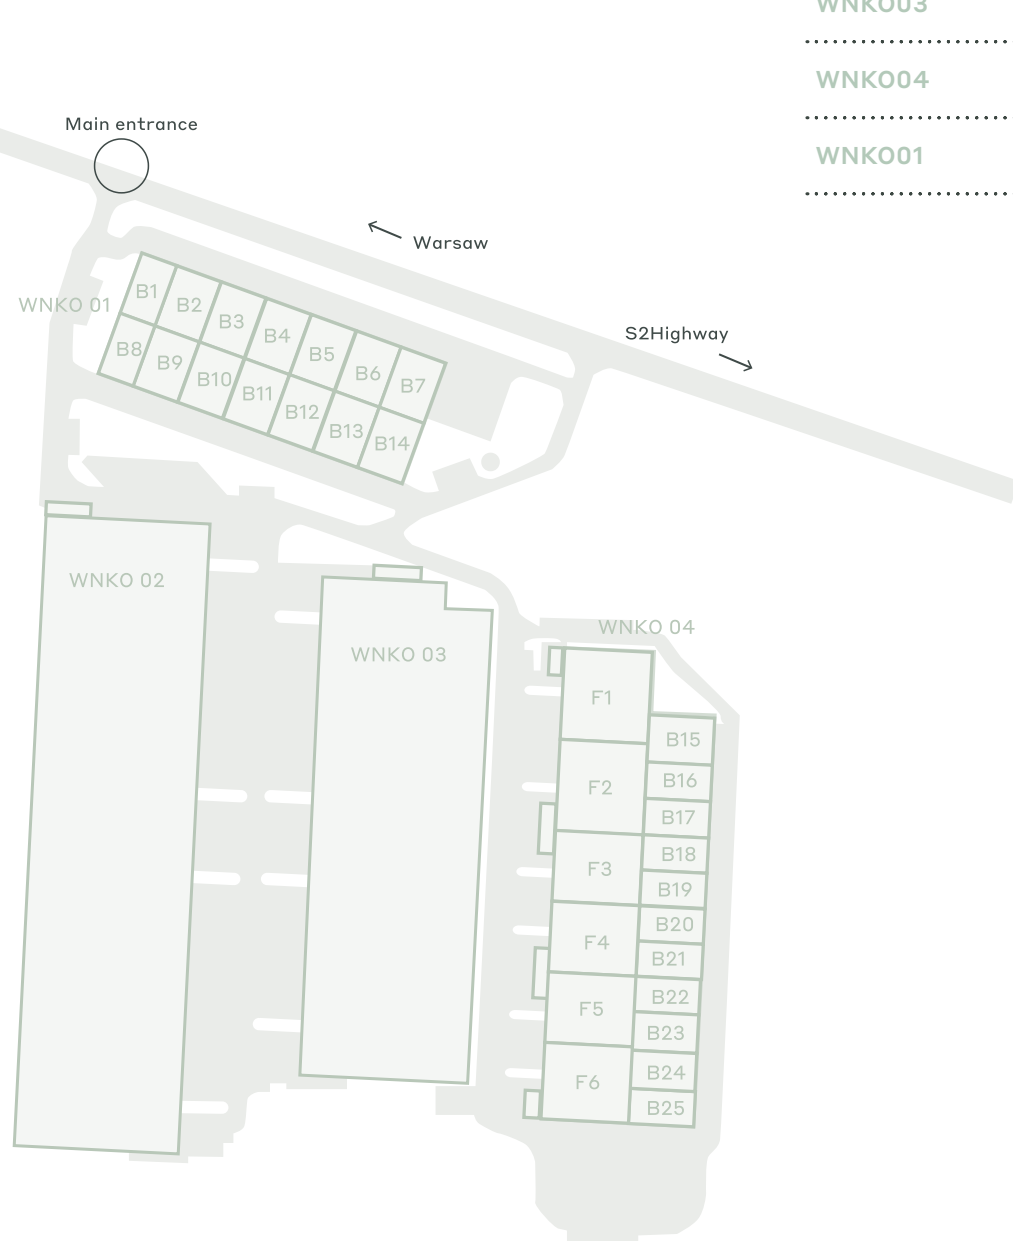 WNKO03
WNKO04
WNKO01
Main entrance
Warsaw
S2Highway
WNKO 01
B1
B2
B3
B4
B5
B6
B7
B8
B9
B10
B11
B12
B13
B14
WNKO 02
WNKO 03
WNKO 04
F1
F2
F3
F4
F5
F6
B15
B16
B17
B18
B19
B20
B21
B22
B23
B24
B25